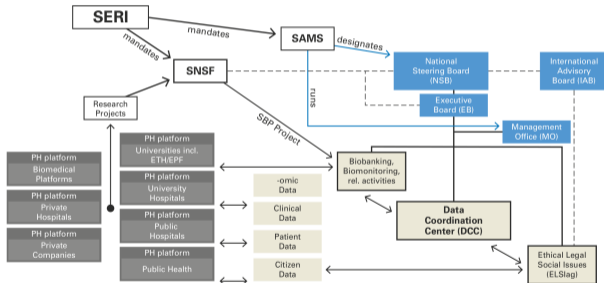 SERI
mandates
mandates
SAMS
designates
SNSF
National
Steering Board
(NSB)
International
Advisory
Board (IAB)
Executive
Board (EB)
runs
Research
Projects
SBP Project
Management
Office (MO)
PH platform
Universities incl.
ETH/EPF
PH platform
Biomedical
Platforms
PH platform
University
Hospitals
PH platform
Private
Hospitals
PH platform
Public
Hospitals
PH platform
Private
Companies
PH platform
Public Health
-omic
Data
Clinical
Data
Patient
Data
Citizen
Data
Biobanking,
Biomonitoring,
rel. activities
Data
Coordination
Center (DCC)
Ethical Legal
Social Issues
(ELSIag)